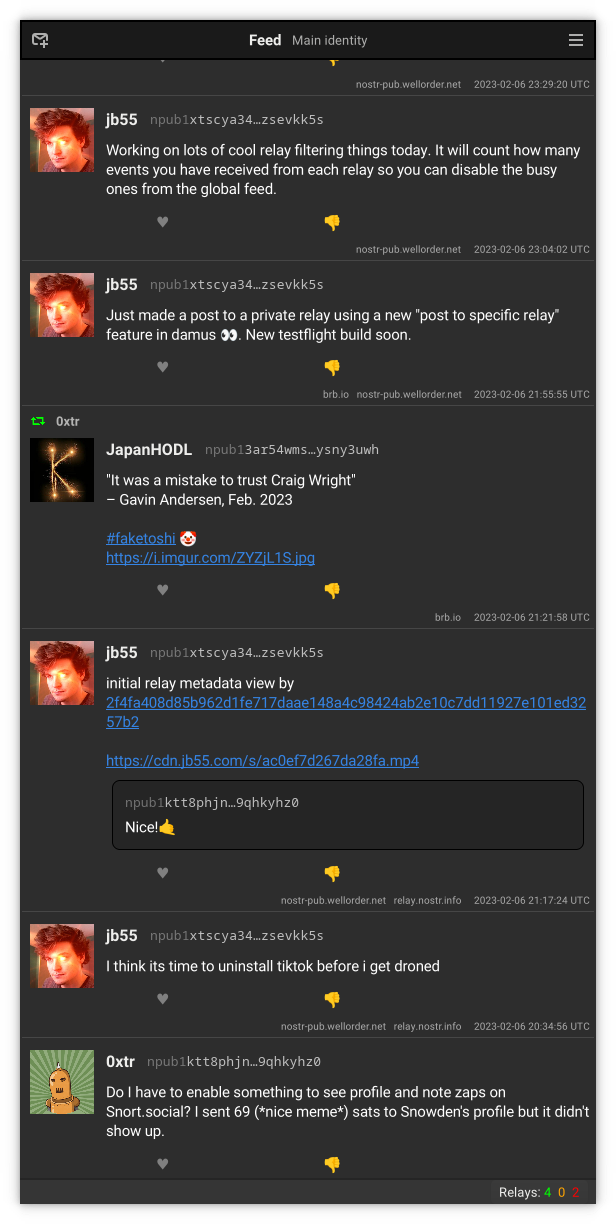 Feed Main identity
nostr-pub.wellorder.net 2023-02-06 23:29:20 UTC
jb55 npub1xtscya34…zsevkk5s
Working on lots of cool relay filtering things today. It will count how many
events you have received from each relay so you can disable the busy
ones from the global feed.
♥ 👎
nostr-pub.wellorder.net 2023-02-06 23:04:02 UTC
jb55 npub1xtscya34…zsevkk5s
Just made a post to a private relay using a new "post to specific relay"
feature in damus 👀. New testflight build soon.
♥ 👎
brb.io nostr-pub.wellorder.net 2023-02-06 21:55:55 UTC
0xtr
JapanHODL npub13ar54wms…ysny3uwh
"It was a mistake to trust Craig Wright"
– Gavin Andersen, Feb. 2023
#faketoshi 🤡
https://i.imgur.com/ZYZjL1S.jpg
♥ 👎
brb.io 2023-02-06 21:21:58 UTC
jb55 npub1xtscya34…zsevkk5s
initial relay metadata view by
2f4fa408d85b962d1fe717daae148a4c98424ab2e10c7dd11927e101ed32
57b2
https://cdn.jb55.com/s/ac0ef7d267da28fa.mp4
npub1ktt8phjn…9qhkyhz0
Nice!🤙
♥ 👎
nostr-pub.wellorder.net relay.nostr.info 2023-02-06 21:17:24 UTC
jb55 npub1xtscya34…zsevkk5s
I think its time to uninstall tiktok before i get droned
♥ 👎
nostr-pub.wellorder.net relay.nostr.info 2023-02-06 20:34:56 UTC
0xtr npub1ktt8phjn…9qhkyhz0
Do I have to enable something to see profile and note zaps on
Snort.social? I sent 69 (*nice meme*) sats to Snowden's profile but it didn't
show up.
♥ 👎
Relays: 4 0 2